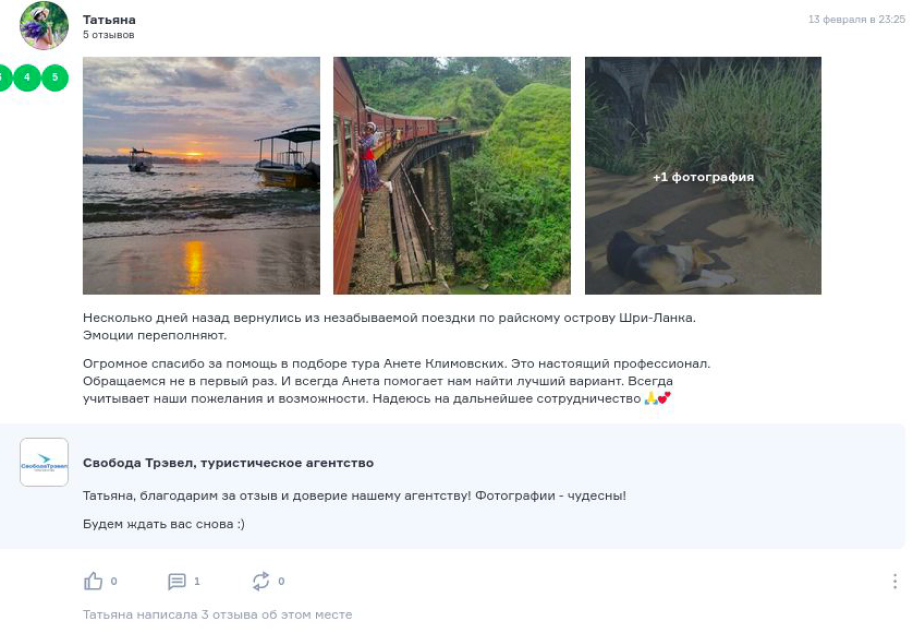 Татьяна
13 февраля в 23:25
5 отзывов
4 5
+1 фотография
Несколько дней назад вернулись из незабываемой поездки по райскому острову Шри-Ланка.
Эмоции переполняют.
Огромное спасибо за помощь в подборе тура Анете Климовских. Это настоящий профессионал.
Обращаемся не в первый раз. И всегда Анета помогает нам найти лучший вариант. Всегда
учитывает наши пожелания и возможности. Надеюсь на дальнейшее сотрудничество 🙏💕
СвободаТрэвел
Свобода Трэвел, туристическое агентство
Татьяна, благодарим за отзыв и доверие нашему агентству! Фотографии - чудесны!
Будем ждать вас снова :)
0 1 0
Татьяна написала 3 отзыва об этом месте